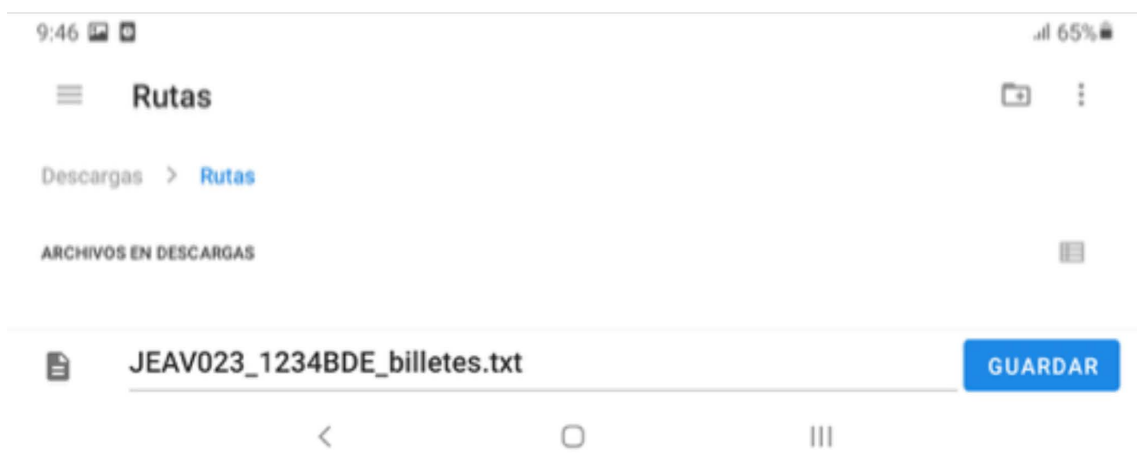 9:46 65%
Rutas
Descargas > Rutas
ARCHIVOS EN DESCARGAS
JEAV023_1234BDE_billetes.txt GUARDAR